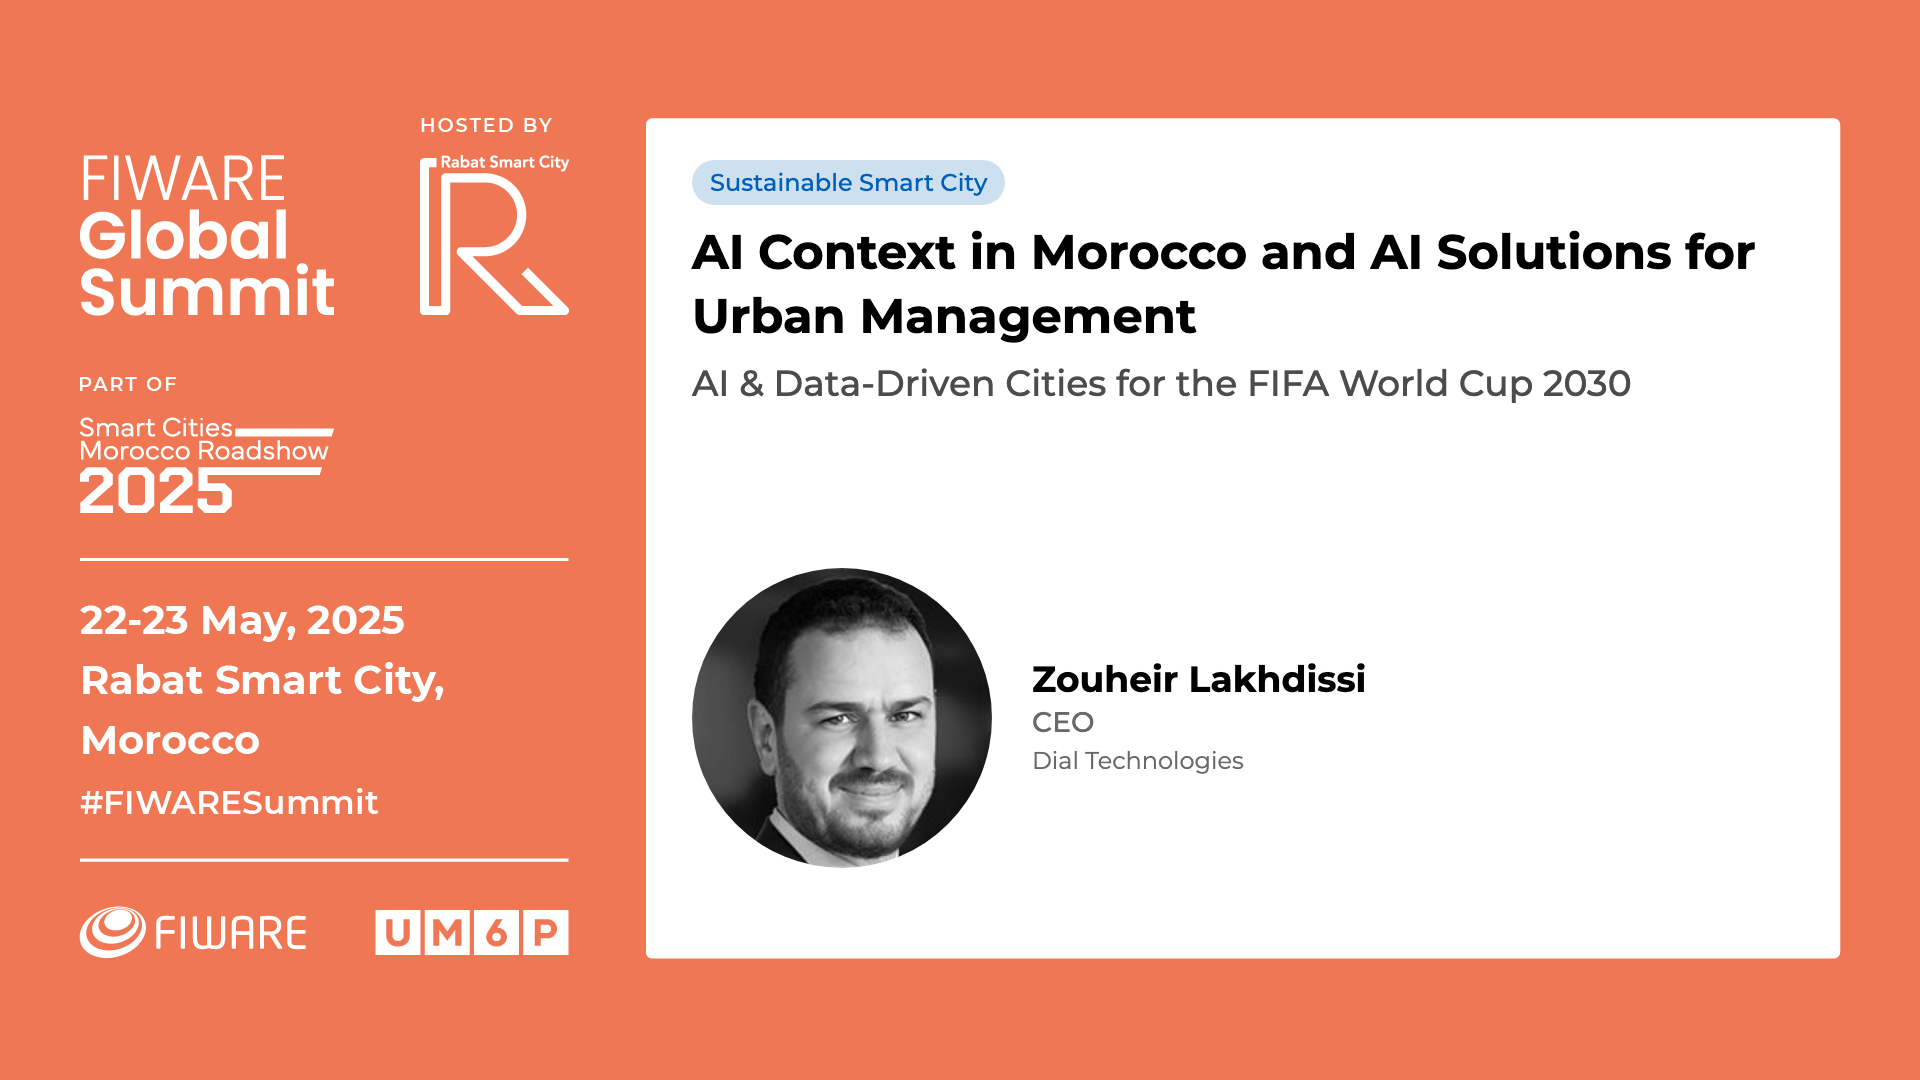 FIWARE
Global
Summit
HOSTED BY
Rabat Smart City
R
PART OF
Smart Cities
Morocco Roadshow
2025
22-23 May, 2025
Rabat Smart City,
Morocco
#FIWARESummit
FIWARE
UM6P
Sustainable Smart City
AI Context in Morocco and AI Solutions for
Urban Management
AI & Data-Driven Cities for the FIFA World Cup 2030
Zouheir Lakhdissi
CEO
Dial Technologies